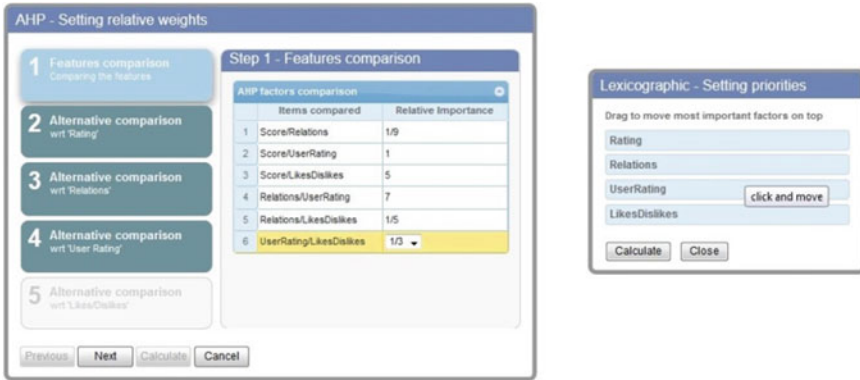 AHP - Setting relative weights
1 Features comparison
Comparing the features
2 Alternative comparison
wrt 'Rating'
3 Alternative comparison
wrt 'Relations'
4 Alternative comparison
wrt 'User Rating'
5 Alternative comparison
wrt 'Likes/Dislikes'
Step 1 - Features comparison
AHP factors comparison
Items compared Relative Importance
1 Score/Relations 1/9
2 Score/UserRating 1
3 Score/LikesDislikes 5
4 Relations/UserRating 7
5 Relations/LikesDislikes 1/5
6 UserRating/LikesDislikes 1/3
Previous Next Calculate Cancel
Lexicographic - Setting priorities
Drag to move most important factors on top
Rating
Relations
UserRating
click and move
LikesDislikes
Calculate Close